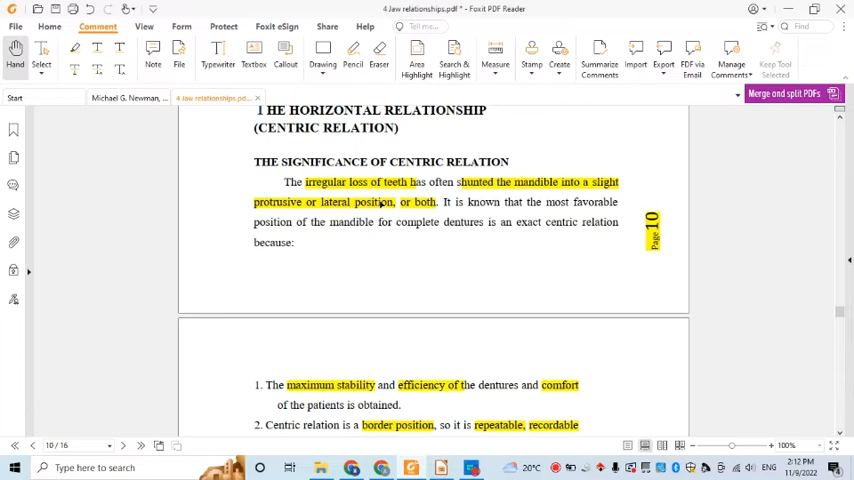 4 Jaw relationships.pdf * - Foxit PDF Reader
File Home Comment View Form Protect Foxit eSign Share Help Tell me... Find
Hand Select Note File Typewriter Textbox Callout Drawing Pencil Eraser Area Highlight Search & Highlight Measure Stamp Create Summarize Comments Import Export FDF via Email Manage Comments Keep Tool Selected
Start Michael G. Newman, ... 4 Jaw relationships.pd... Merge and split PDFs
THE HORIZONTAL RELATIONSHIP
(CENTRIC RELATION)
THE SIGNIFICANCE OF CENTRIC RELATION
The irregular loss of teeth has often shunted the mandible into a slight
protrusive or lateral position, or both. It is known that the most favorable
position of the mandible for complete dentures is an exact centric relation
because:
Page 10
1. The maximum stability and efficiency of the dentures and comfort
of the patients is obtained.
2. Centric relation is a border position, so it is repeatable, recordable
10 / 16 100%
Type here to search 20°C ENG 2:12 PM 11/9/2022 4